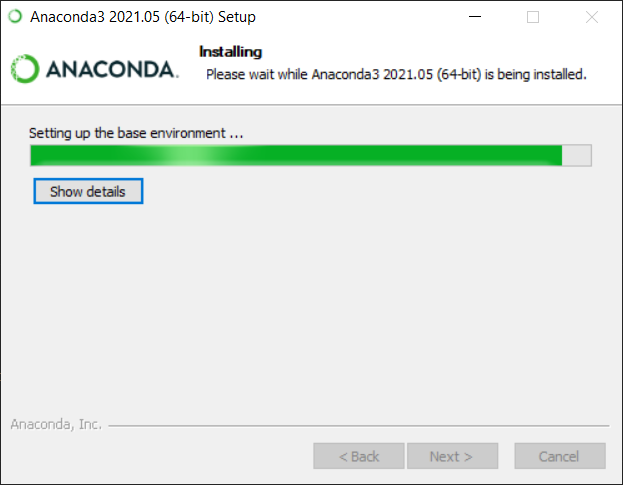 Anaconda3 2021.05 (64-bit) Setup
ANACONDA.
Installing
Please wait while Anaconda3 2021.05 (64-bit) is being installed.
Setting up the base environment ...
Show details
Anaconda, Inc.
< Back
Next >
Cancel